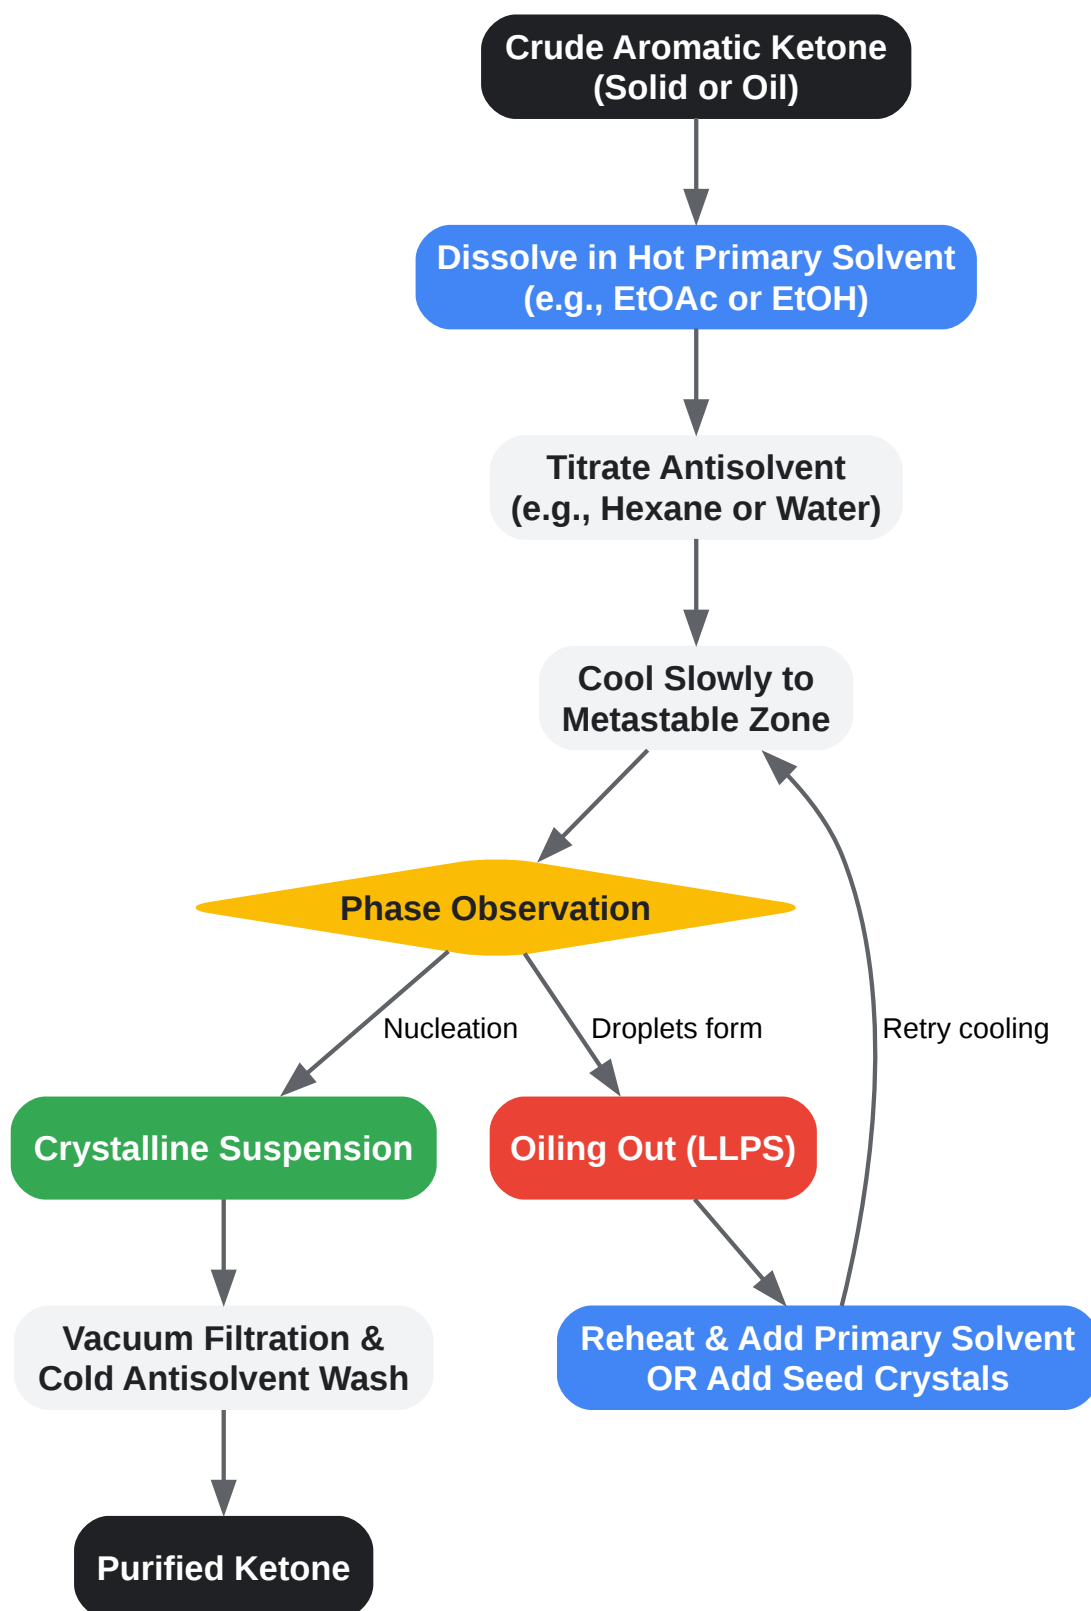 Crude Aromatic Ketone
(Solid or Oil)
Dissolve in Hot Primary Solvent
(e.g., EtOAc or EtOH)
Titrate Antisolvent
(e.g., Hexane or Water)
Cool Slowly to
Metastable Zone
Phase Observation
Nucleation
Droplets form
Retry cooling
Crystalline Suspension
Oiling Out (LLPS)
Vacuum Filtration &
Cold Antisolvent Wash
Reheat & Add Primary Solvent
OR Add Seed Crystals
Purified Ketone